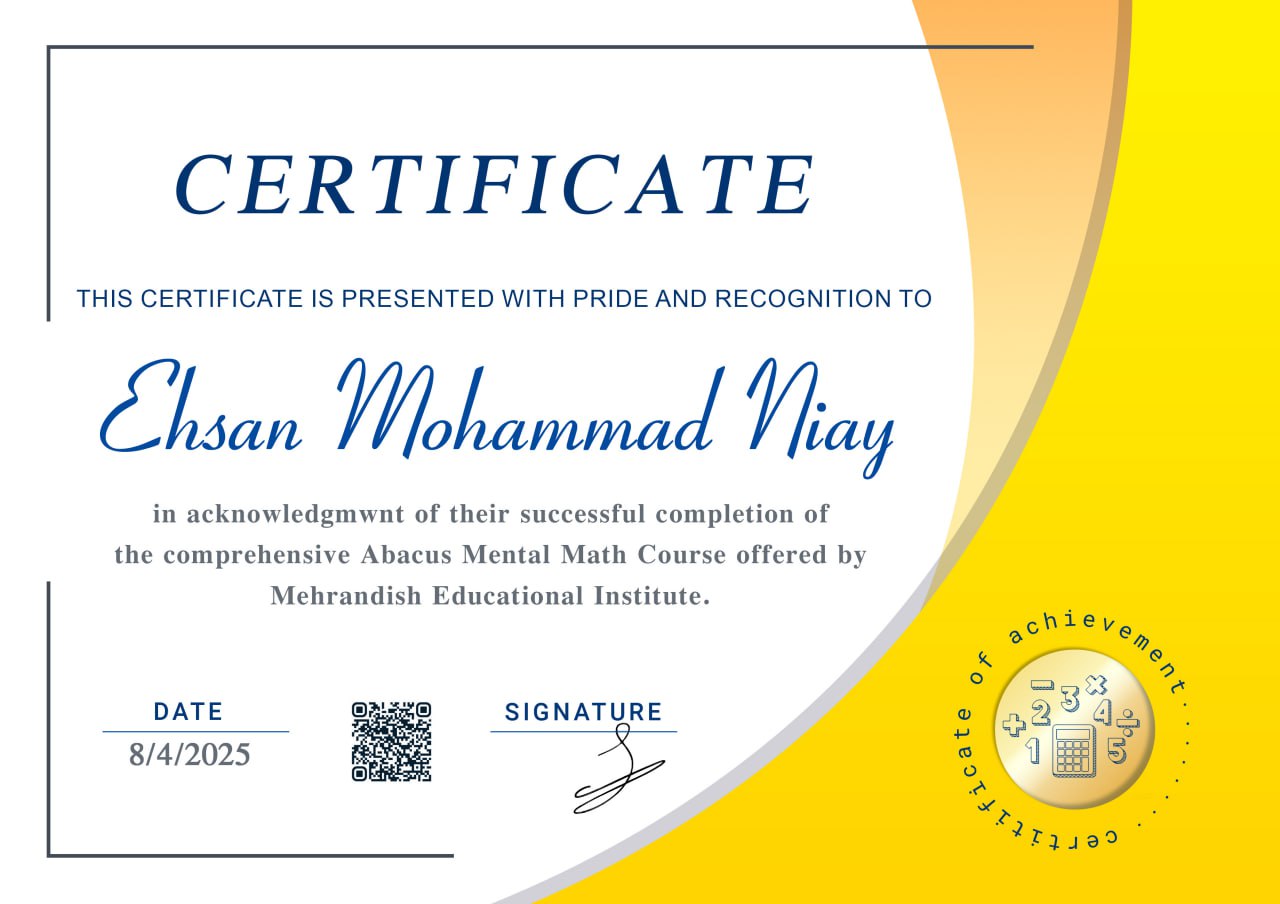 CERTIFICATE
THIS CERTIFICATE IS PRESENTED WITH PRIDE AND RECOGNITION TO
Ehsan Mohammad Niay
in acknowledgmwnt of their successful completion of
the comprehensive Abacus Mental Math Course offered by
Mehrandish Educational Institute.
DATE
8/4/2025
SIGNATURE
certitificate of achievement.........
- 3 ×
+ 2 4 ÷
1 5